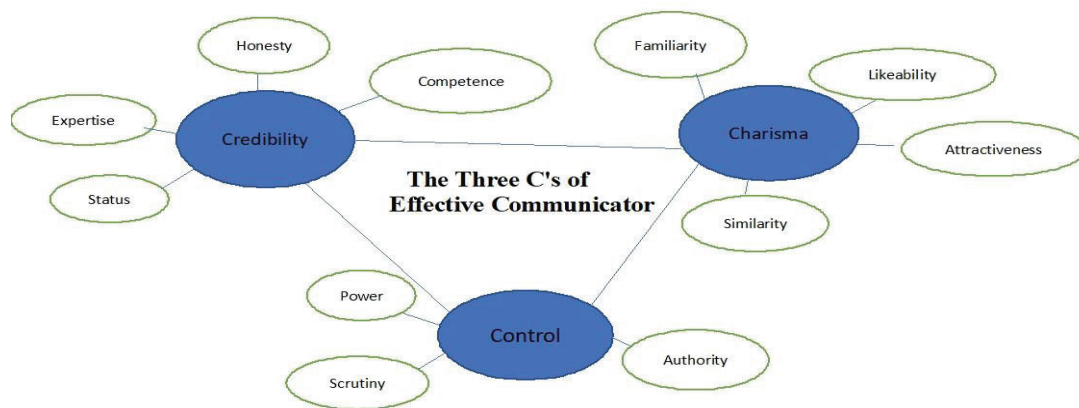 Honesty
Familiarity
Competence
Likeability
Expertise
Credibility
Charisma
Attractiveness
Status
The Three C's of
Effective Communicator
Similarity
Power
Control
Scrutiny
Authority